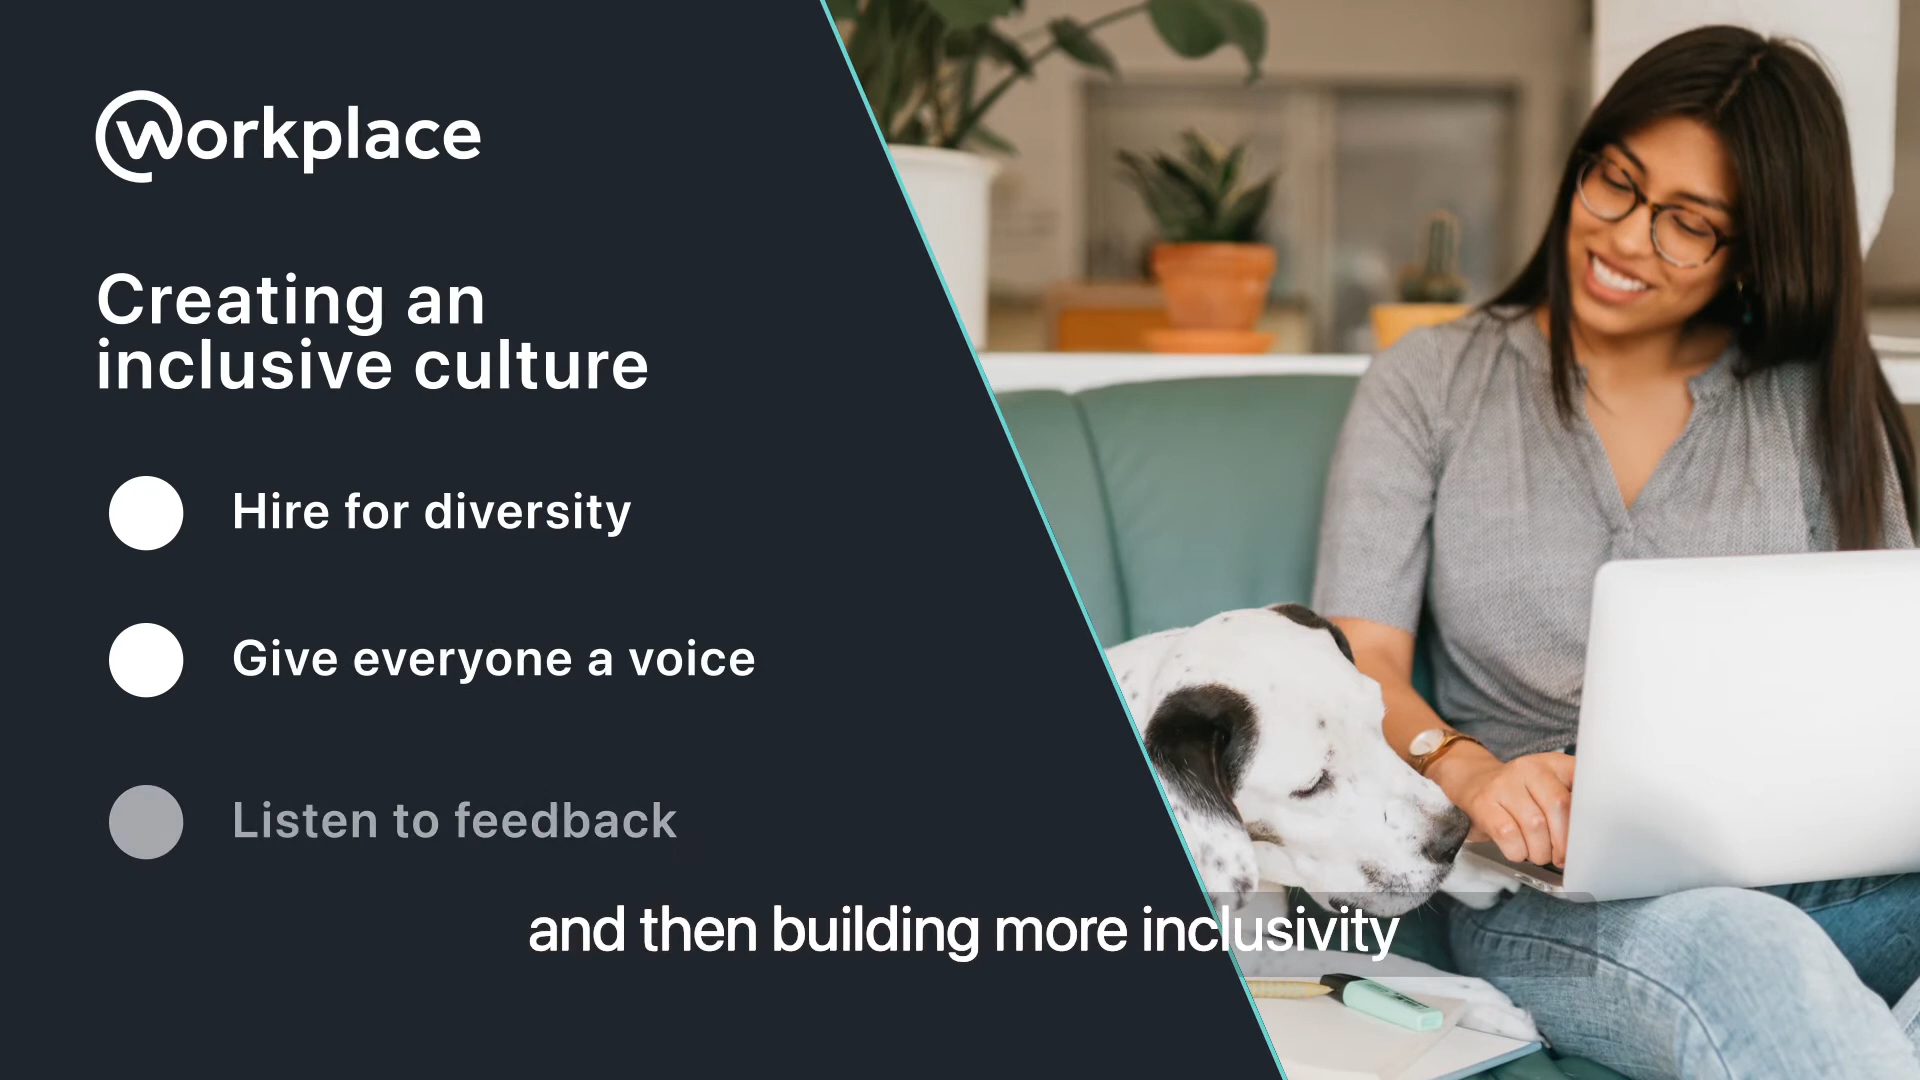 Workplace
Creating an
inclusive culture
Hire for diversity
Give everyone a voice
Listen to feedback
and then building more inclusivity